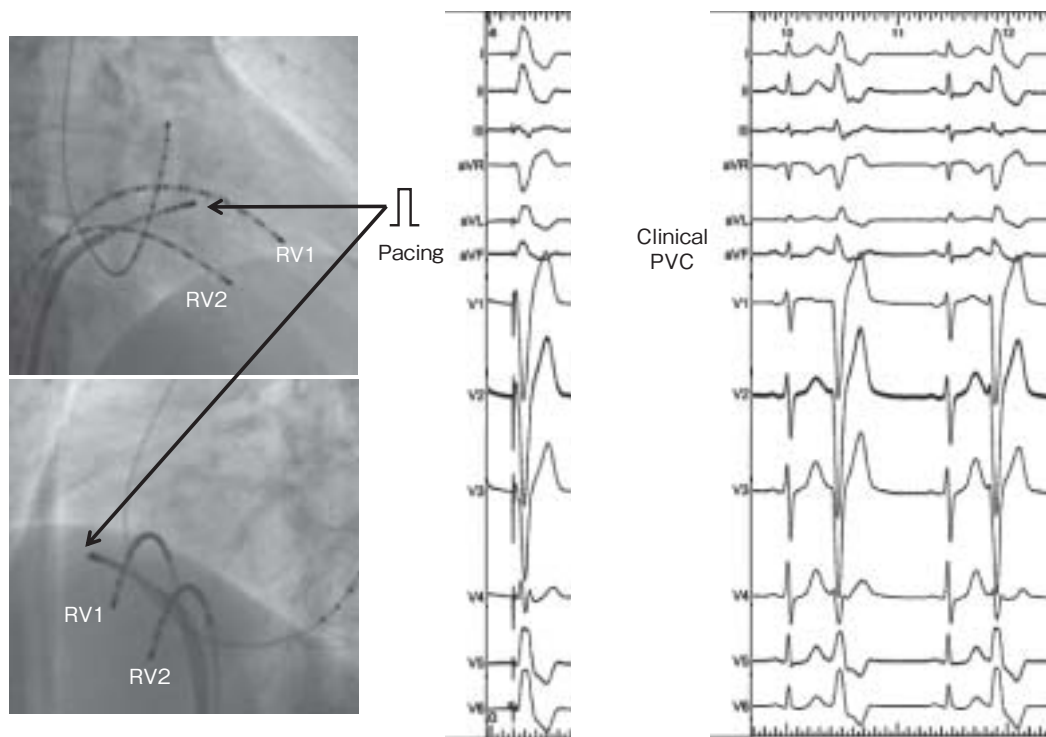 RV1
RV2
RV1
RV2
Pacing
I
II
III
aVR
aVL
aVF
V1
V2
V3
V4
V5
V6
Clinical
PVC
10
11
12
I
II
III
aVR
aVL
aVF
V1
V2
V3
V4
V5
V6